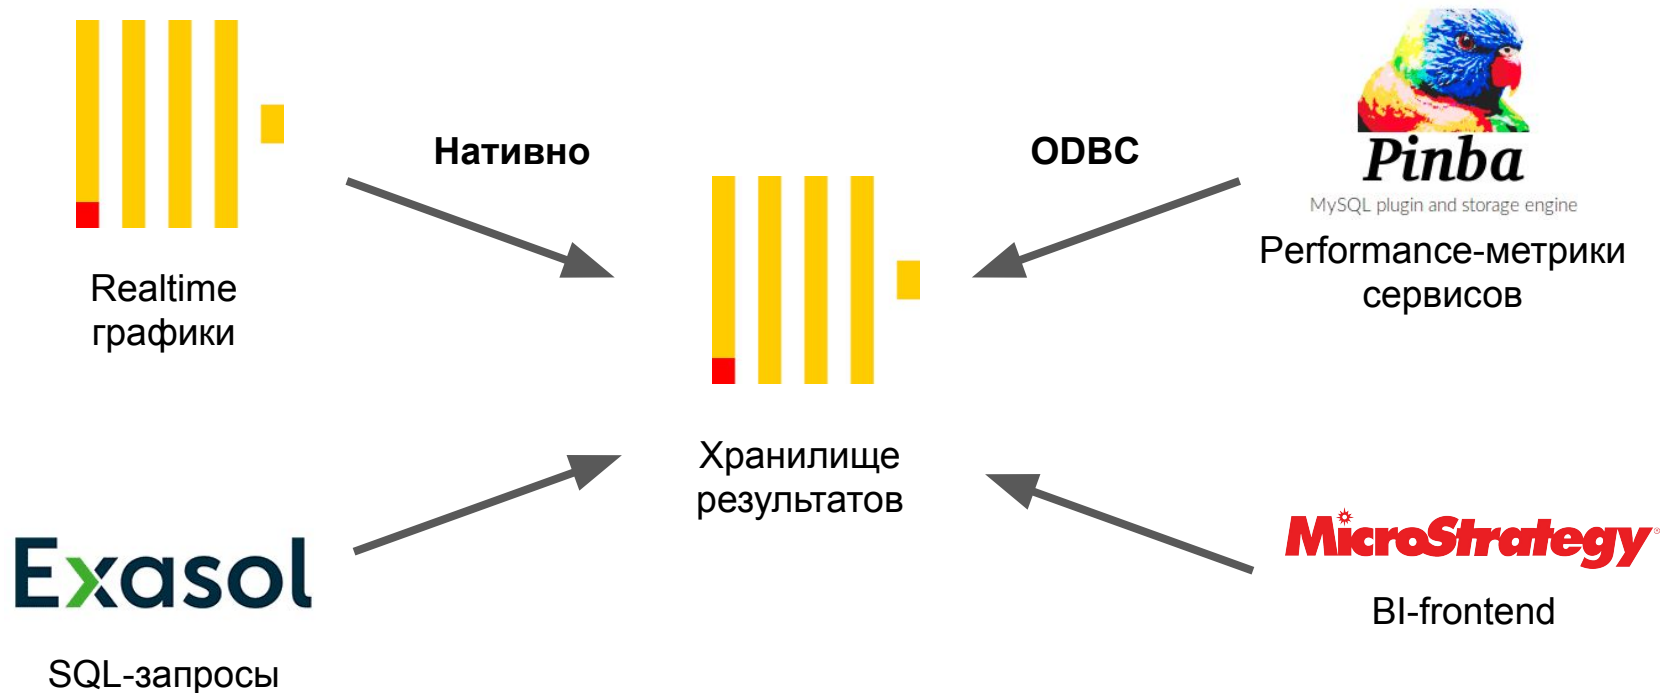 Нативно
ODBC
Pinba
MySQL plugin and storage engine
Performance-метрики
сервисов
Realtime
графики
Хранилище
результатов
Exasol
SQL-запросы
MicroStrategy®
BI-frontend